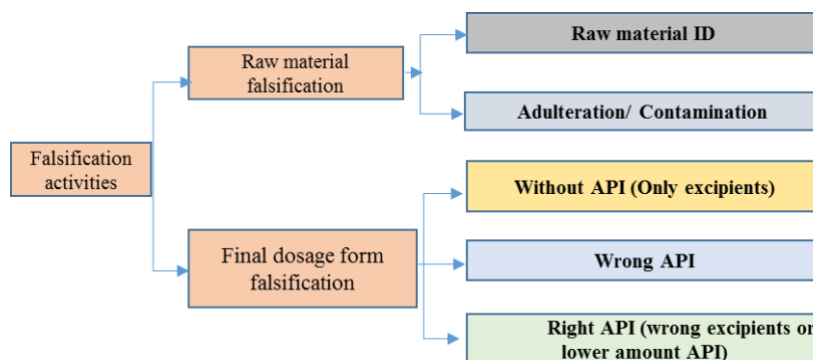 Falsification
activities
Raw material
falsification
Raw material ID
Adulteration/ Contamination
Final dosage form
falsification
Without API (Only excipients)
Wrong API
Right API (wrong excipients or
lower amount API)